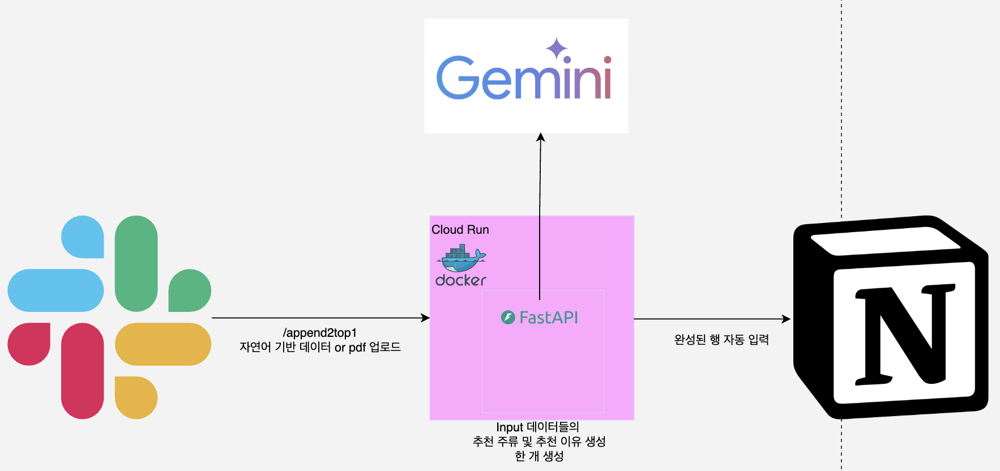 Gemini
Cloud Run
docker
FastAPI
/append2top1
자연어 기반 데이터 or pdf 업로드
완성된 행 자동 입력
N
Input 데이터들의
추천 주류 및 추천 이유 생성
한 개 생성